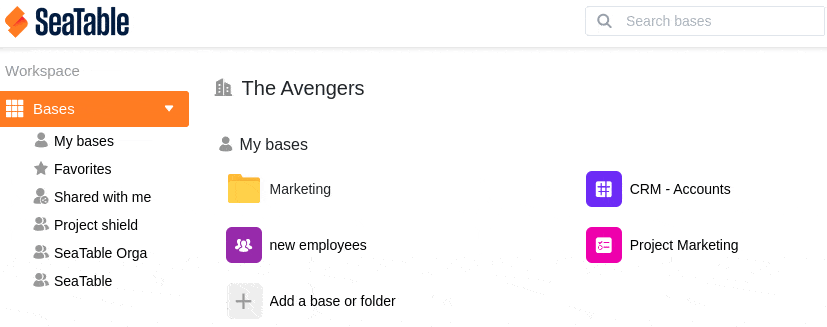 SeaTable
Search bases
Workspace
Bases
My bases
Favorites
Shared with me
Project shield
SeaTable Orga
SeaTable
The Avengers
My bases
Marketing
CRM - Accounts
new employees
Project Marketing
Add a base or folder